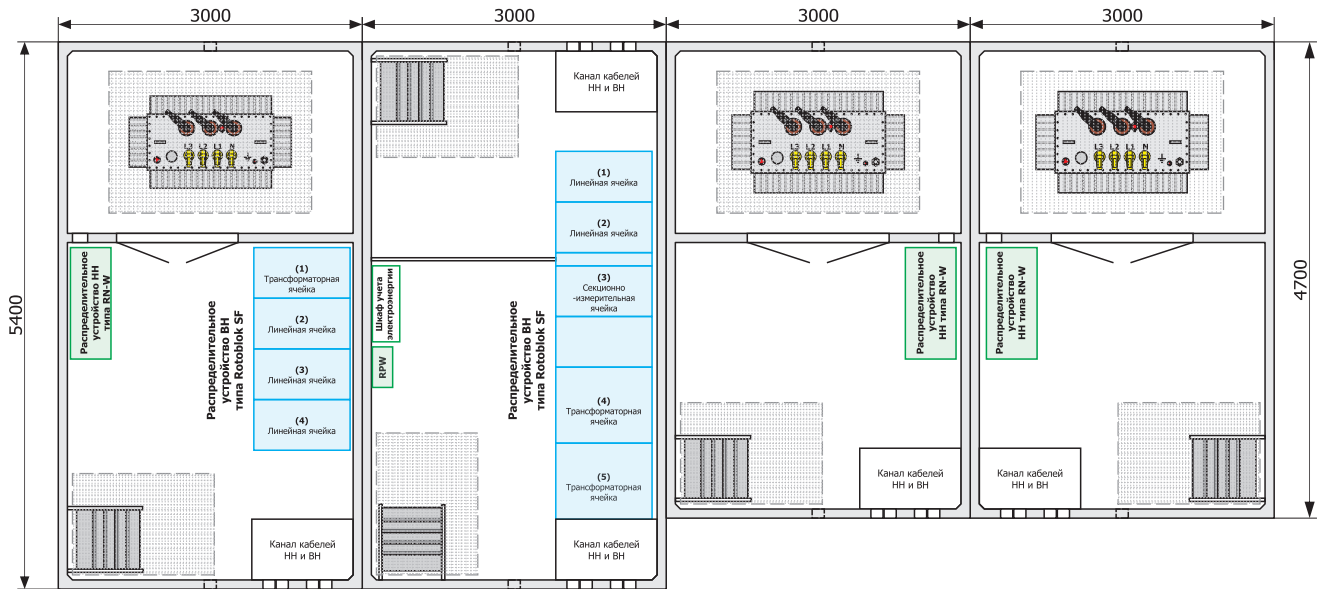 3000
3000
3000
3000
5400
4700
L3 L2 L1 N
Распределительное
устройство НН
типа RN-W
Распределительное
устройство ВН
типа Rotoblok SF
(1)
Трансформаторная
ячейка
(2)
Линейная ячейка
(3)
Линейная ячейка
(4)
Линейная ячейка
Канал кабелей
НН и ВН
Канал кабелей
НН и ВН
(1)
Линейная ячейка
(2)
Линейная ячейка
(3)
Секционно
-измерительная
ячейка
(4)
Трансформаторная
ячейка
(5)
Трансформаторная
ячейка
Шкаф учета
электроэнергии
RPW
Распределительное
устройство ВН
типа Rotoblok SF
Канал кабелей
НН и ВН
L3 L2 L1 N
Распределительное
устройство
НН типа RN-W
Канал кабелей
НН и ВН
L3 L2 L1 N
Распределительное
устройство
НН типа RN-W
Канал кабелей
НН и ВН